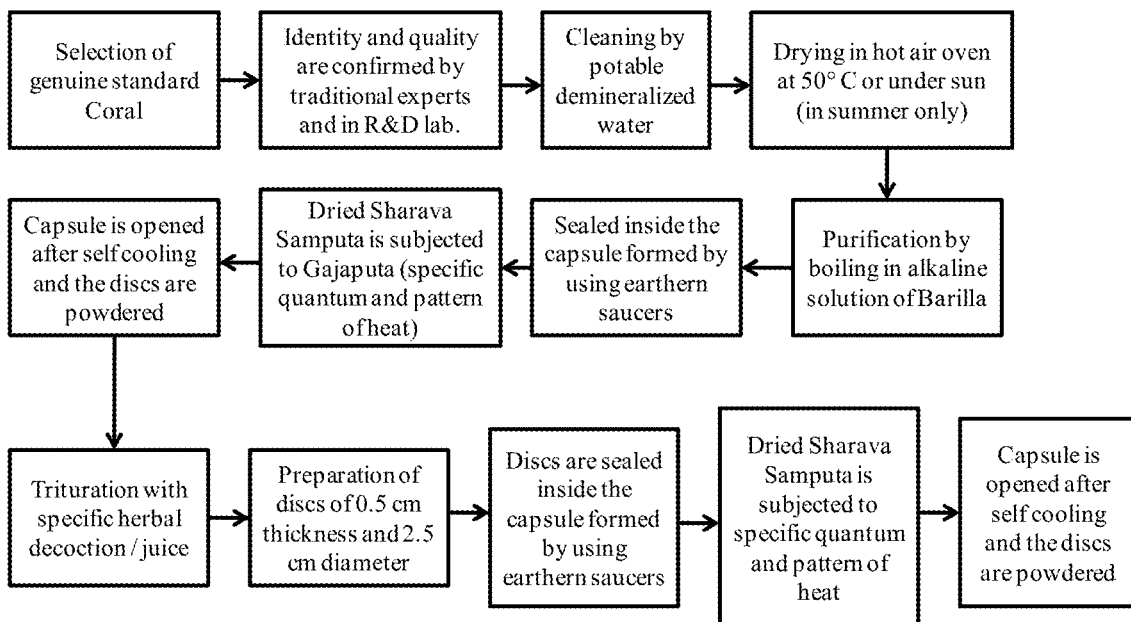 Selection of
genuine standard
Coral
Identity and quality
are confirmed by
traditional experts
and in R&D lab.
Cleaning by
potable
demineralized
water
Drying in hot air oven
at 50° C or under sun
(in summer only)
Purification by
boiling in alkaline
solution of Barilla
Sealed inside the
capsule formed by
using earthern
saucers
Dried Sharava
Samputa is subjected
to Gajaputa (specific
quantum and pattern
of heat)
Capsule is opened
after self cooling
and the discs are
powdered
Trituration with
specific herbal
decoction / juice
Preparation of
discs of 0.5 cm
thickness and 2.5
cm diameter
Discs are sealed
inside the
capsule formed
by using
earthern saucers
Dried Sharava
Samputa is
subjected to
specific quantum
and pattern of
heat
Capsule is
opened after
self cooling
and the discs
are powdered